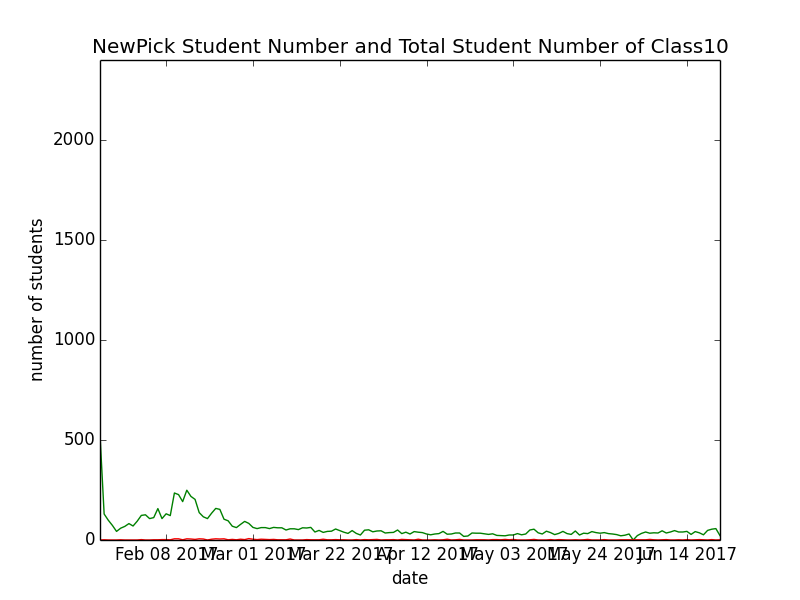 NewPick Student Number and Total Student Number of Class10
2000
1500
1000
500
0
number of students
Feb 08 2017 Mar 01 2017 Mar 22 2017 Apr 12 2017 May 03 2017 May 24 2017 Jun 14 2017
date